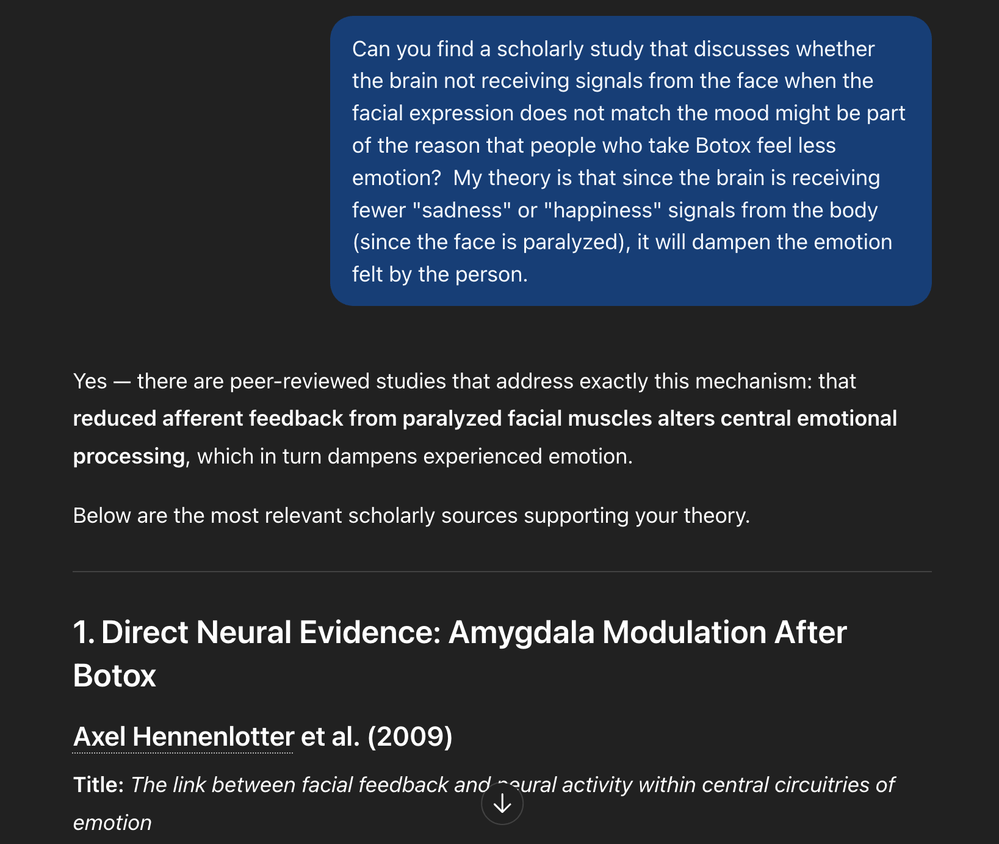 Can you find a scholarly study that discusses whether
the brain not receiving signals from the face when the
facial expression does not match the mood might be part
of the reason that people who take Botox feel less
emotion?  My theory is that since the brain is receiving
fewer "sadness" or "happiness" signals from the body
(since the face is paralyzed), it will dampen the emotion
felt by the person.
Yes — there are peer-reviewed studies that address exactly this mechanism: that
reduced afferent feedback from paralyzed facial muscles alters central emotional
processing, which in turn dampens experienced emotion.
Below are the most relevant scholarly sources supporting your theory.
1. Direct Neural Evidence: Amygdala Modulation After
Botox
Axel Hennenlotter et al. (2009)
Title: The link between facial feedback and neural activity within central circuitries of
emotion